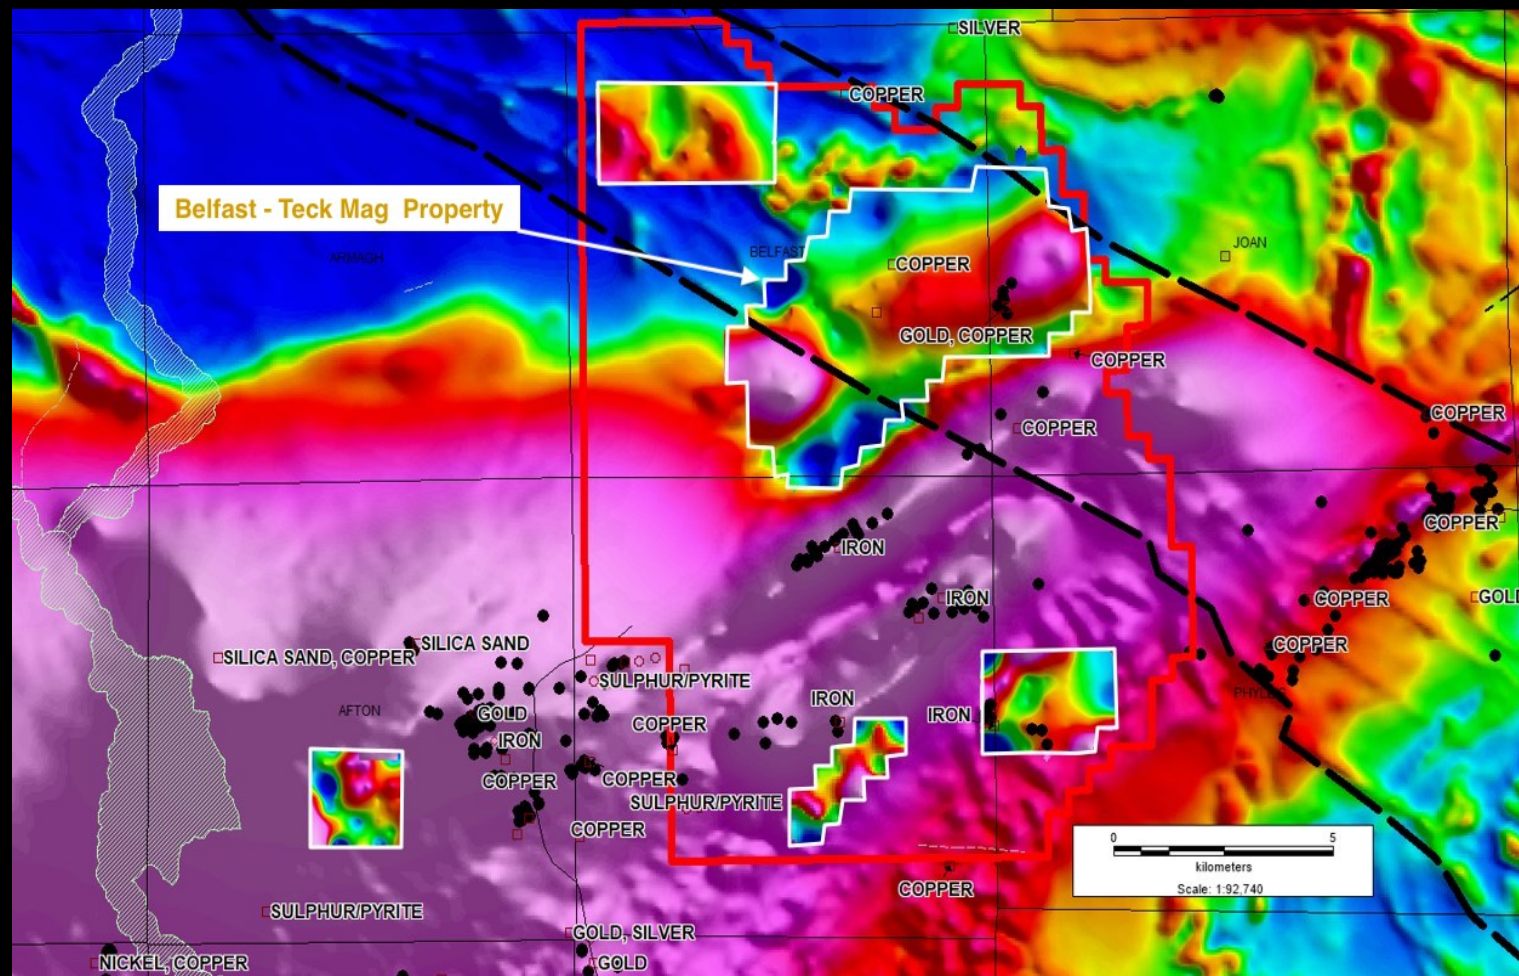 SILVER
COPPER
Belfast - Teck Mag Property
ARMAGH
BELFAST
JOAN
COPPER
GOLD, COPPER
COPPER
COPPER
COPPER
COPPER
IRON
IRON
GOLD
COPPER
COPPER
SILICA SAND
SILICA SAND, COPPER
SULPHUR/PYRITE
AFTON
GOLD
IRON
IRON
COPPER
IRON
COPPER
COPPER
SULPHUR/PYRITE
COPPER
0 5
kilometers
Scale: 1:92,740
COPPER
SULPHUR/PYRITE
GOLD, SILVER
NICKEL, COPPER
GOLD